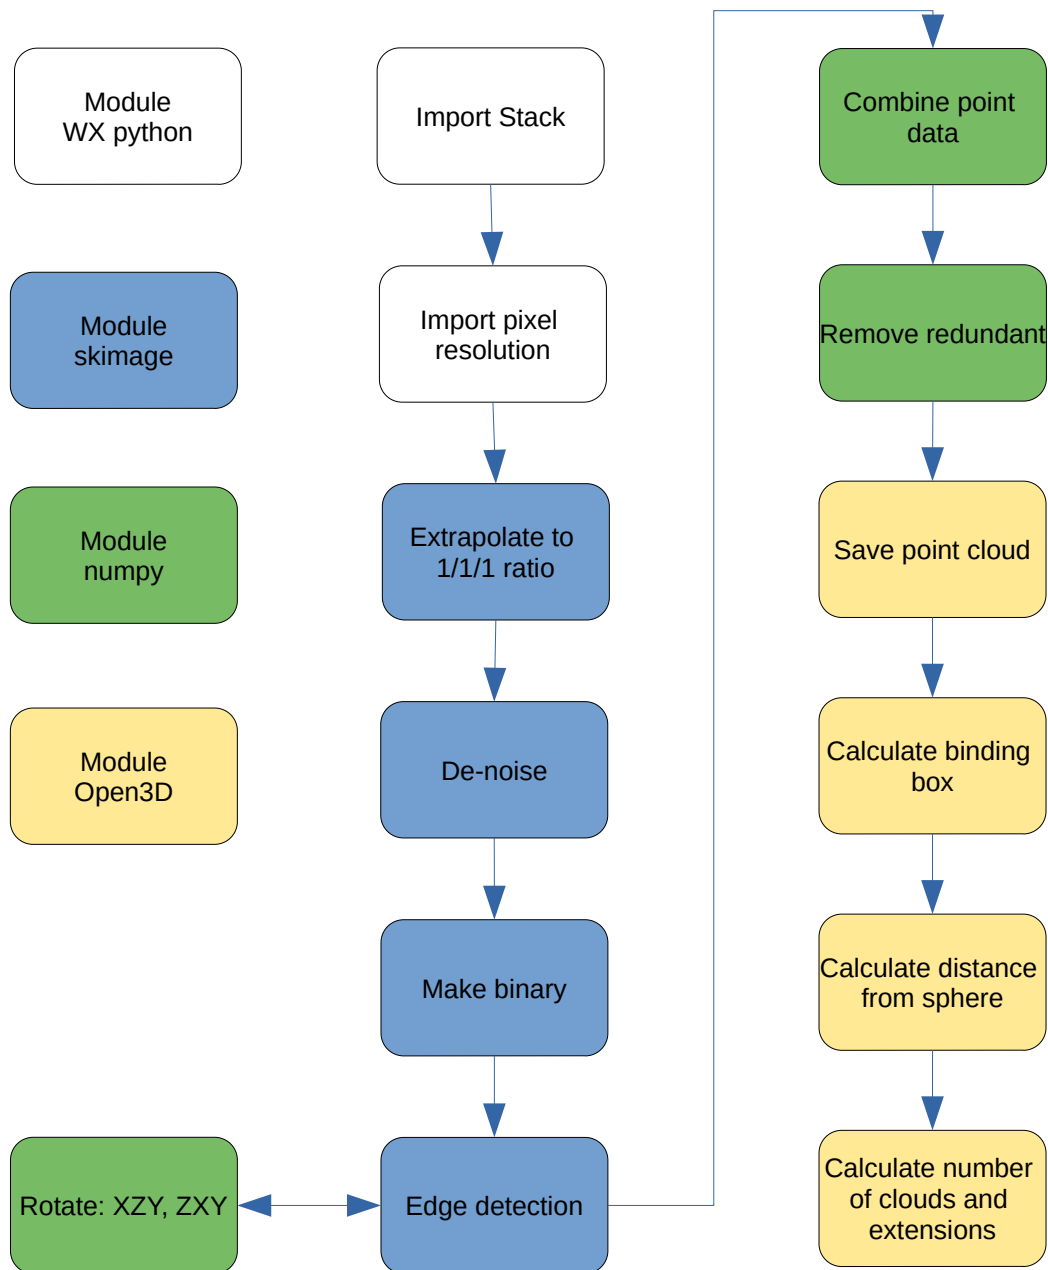 Module
WX python
Module
skimage
Module
numpy
Module
Open3D
Rotate: XZY, ZXY
Import Stack
Import pixel
resolution
Extrapolate to
1/1/1 ratio
De-noise
Make binary
Edge detection
Combine point
data
Remove redundant
Save point cloud
Calculate binding
box
Calculate distance
from sphere
Calculate number
of clouds and
extensions